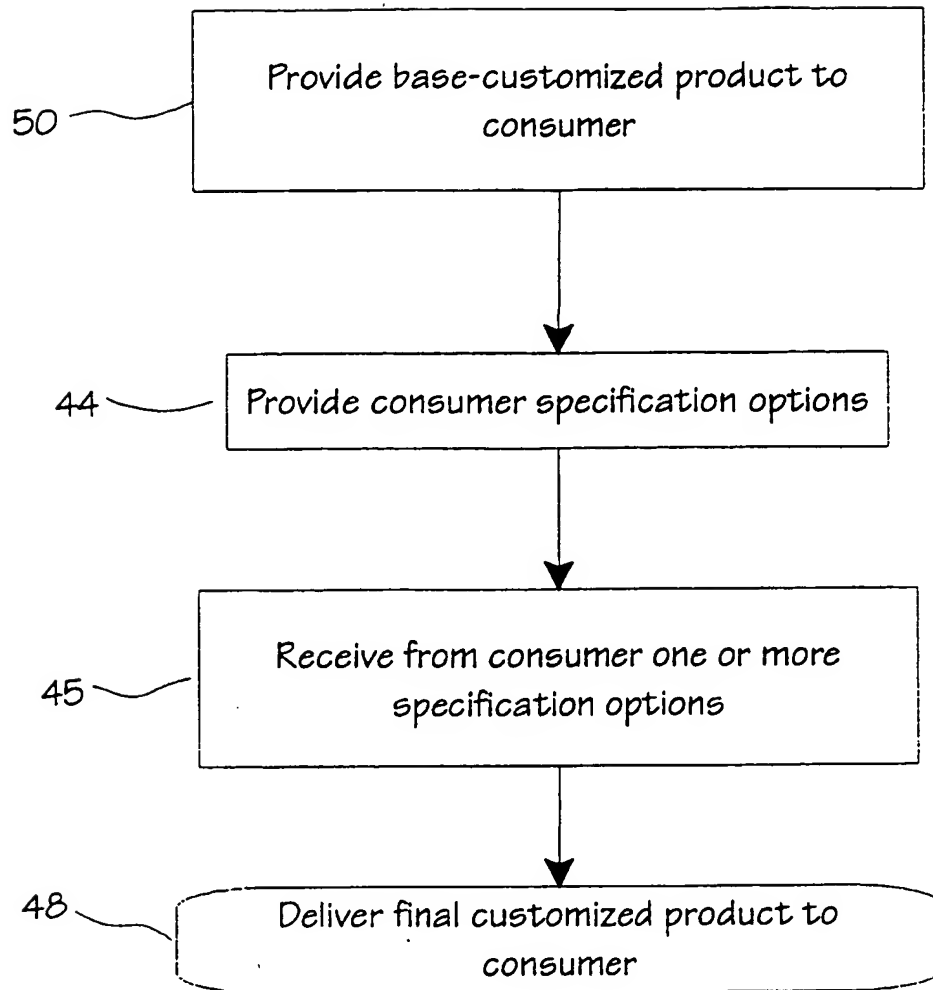 Provide base-customized product to
consumer
50
44
Provide consumer specification options
Receive from consumer one or more
specification options
45
48
Deliver final customized product to
consumer